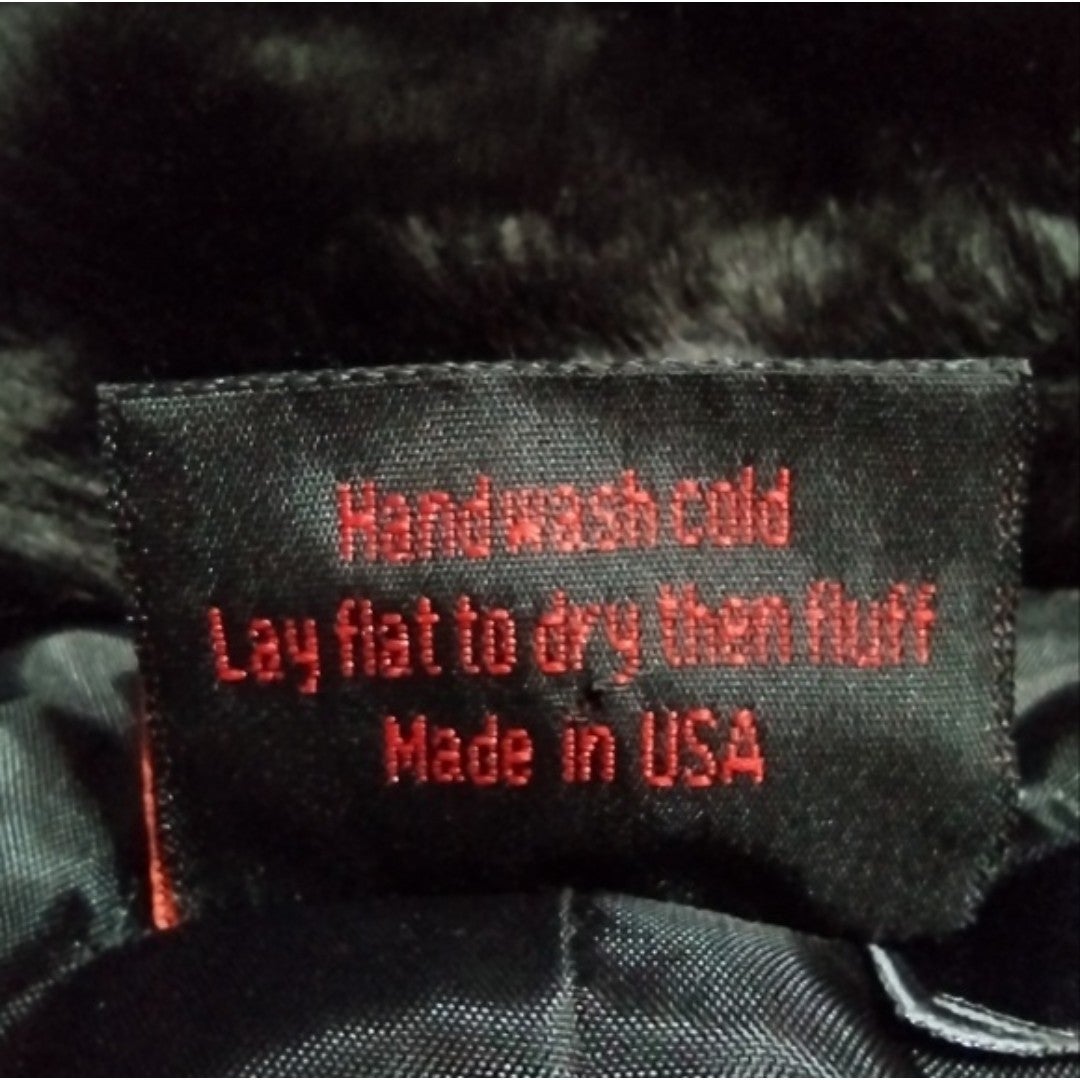 Hand wash cold
Lay flat to dry then fluff
Made in USA